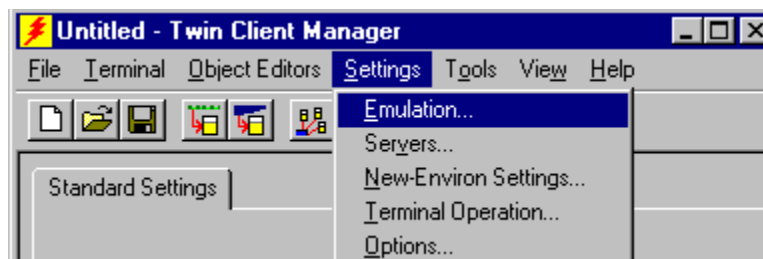 Untitled - Twin Client Manager
File Terminal Object Editors Settings Tools View Help
Emulation...
Servers...
New-Environ Settings...
Terminal Operation...
Options...
Standard Settings